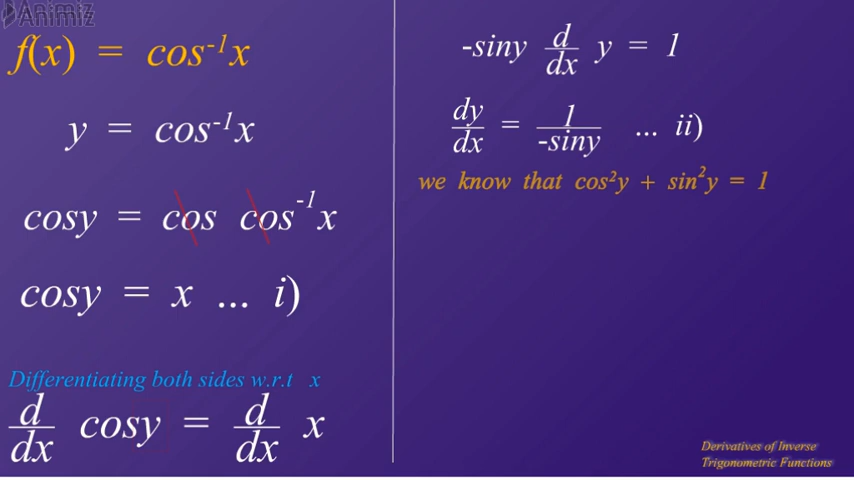 Animiz
f(x) = cos⁻¹x
y = cos⁻¹x
cosy = cos cos⁻¹x
cosy = x ... i)
Differentiating both sides w.r.t x
d/dx cosy = d/dx x
-siny d/dx y = 1
dy/dx = 1/-siny ... ii)
we know that cos²y + sin²y = 1
Derivatives of Inverse
Trigonometric Functions